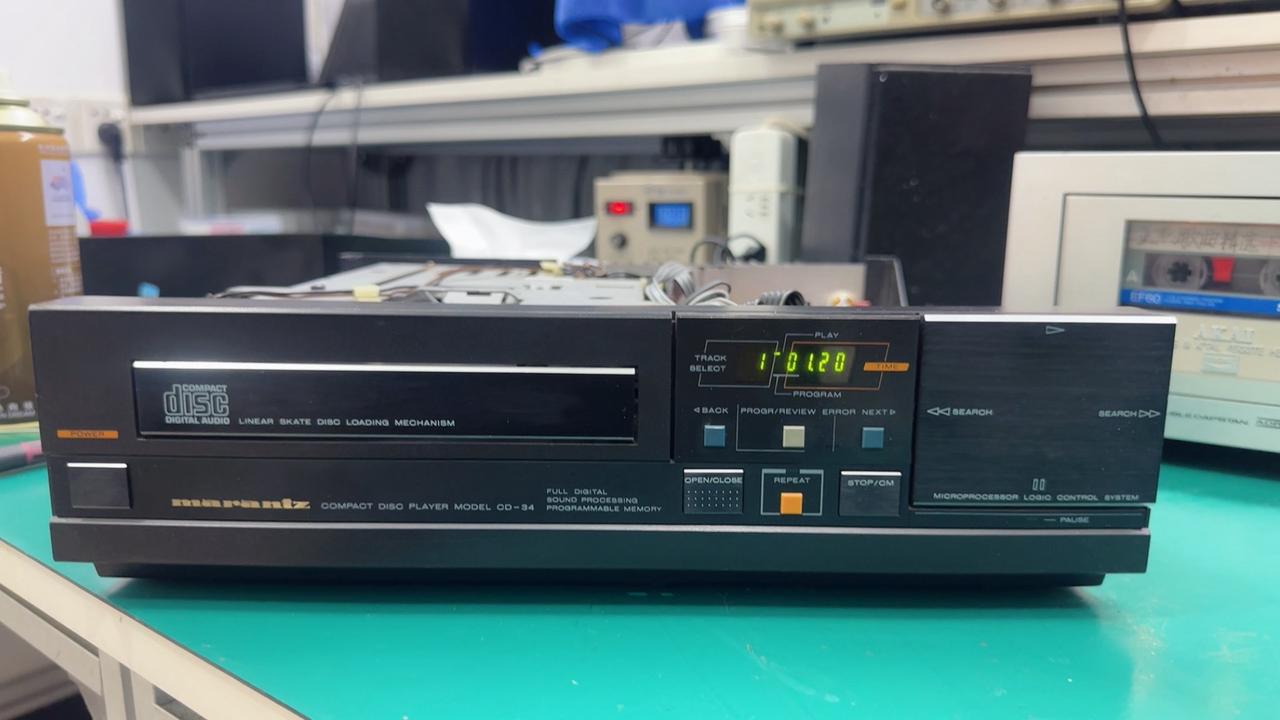 PLAY
TRACK
SELECT
1 01.20
TIME
PROGRAM
COMPACT
disc
DIGITAL AUDIO
LINEAR SKATE DISC LOADING MECHANISM
BACK
PROGR/REVIEW
ERROR
NEXT
SEARCH
SEARCH
POWER
OPEN/CLOSE
REPEAT
STOP/CM
marantz
COMPACT DISC PLAYER MODEL CD-34
FULL DIGITAL
SOUND PROCESSING
PROGRAMMABLE MEMORY
MICROPROCESSOR LOGIC CONTROL SYSTEM
PAUSE
A
EF60
AKAI